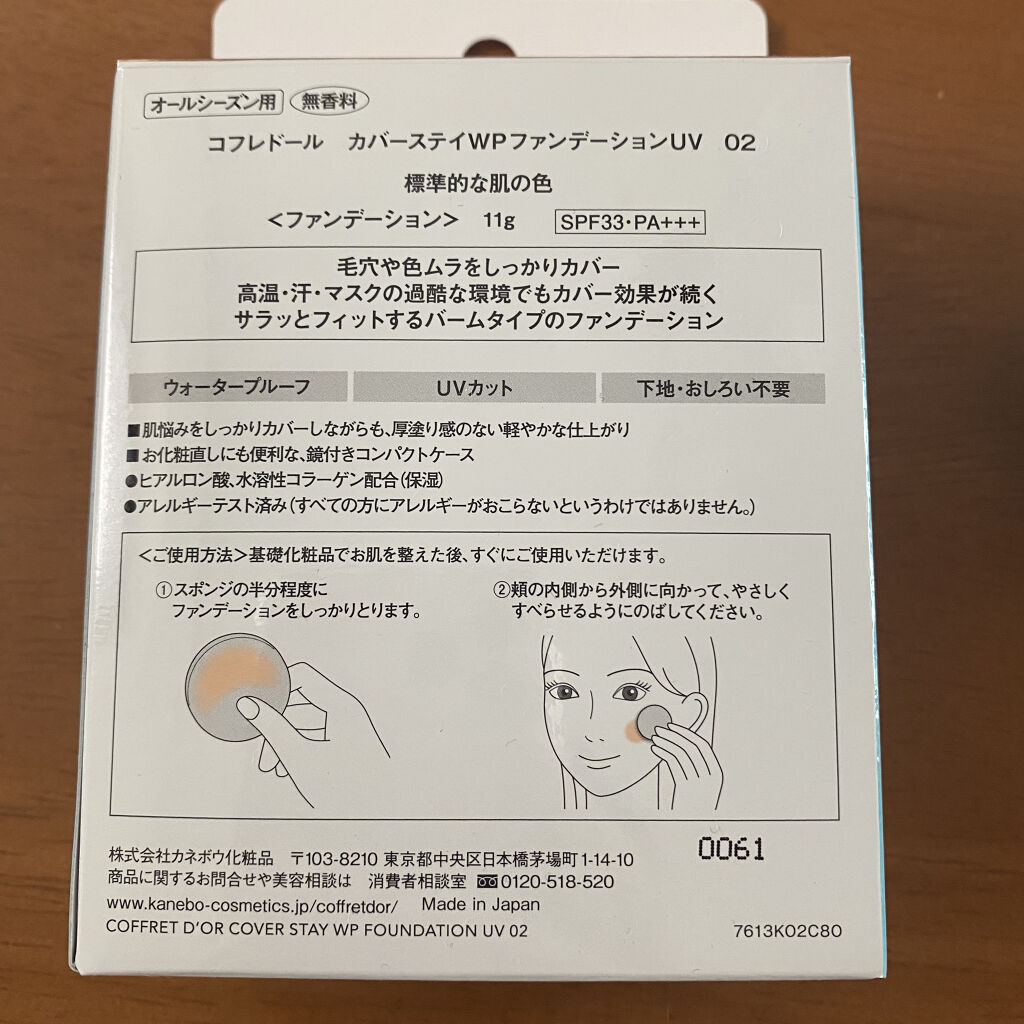 オールシーズン用 無香料
コフレドール カバーステイWPファンデーションUV 02
標準的な肌の色
<ファンデーション> 11g SPF33・PA+++
毛穴や色ムラをしっかりカバー
高温・汗・マスクの過酷な環境でもカバー効果が続く
サラッとフィットするバームタイプのファンデーション
ウォータープルーフ UVカット 下地・おしろい不要
■肌悩みをしっかりカバーしながらも、厚塗り感のない軽やかな仕上がり
■お化粧直しにも便利な、鏡付きコンパクトケース
●ヒアルロン酸、水溶性コラーゲン配合(保湿)
●アレルギーテスト済み(すべての方にアレルギーがおこらないというわけではありません。)
<ご使用方法>基礎化粧品でお肌を整えた後、すぐにご使用いただけます。
①スポンジの半分程度に
ファンデーションをしっかりとります。
②頬の内側から外側に向かって、やさしく
すべらせるようにのばしてください。
0061
株式会社カネボウ化粧品 〒103-8210 東京都中央区日本橋茅場町1-14-10
商品に関するお問合せや美容相談は 消費者相談室 0120-518-520
www.kanebo-cosmetics.jp/coffretdor/ Made in Japan
COFFRET D'OR COVER STAY WP FOUNDATION UV 02 7613K02C80